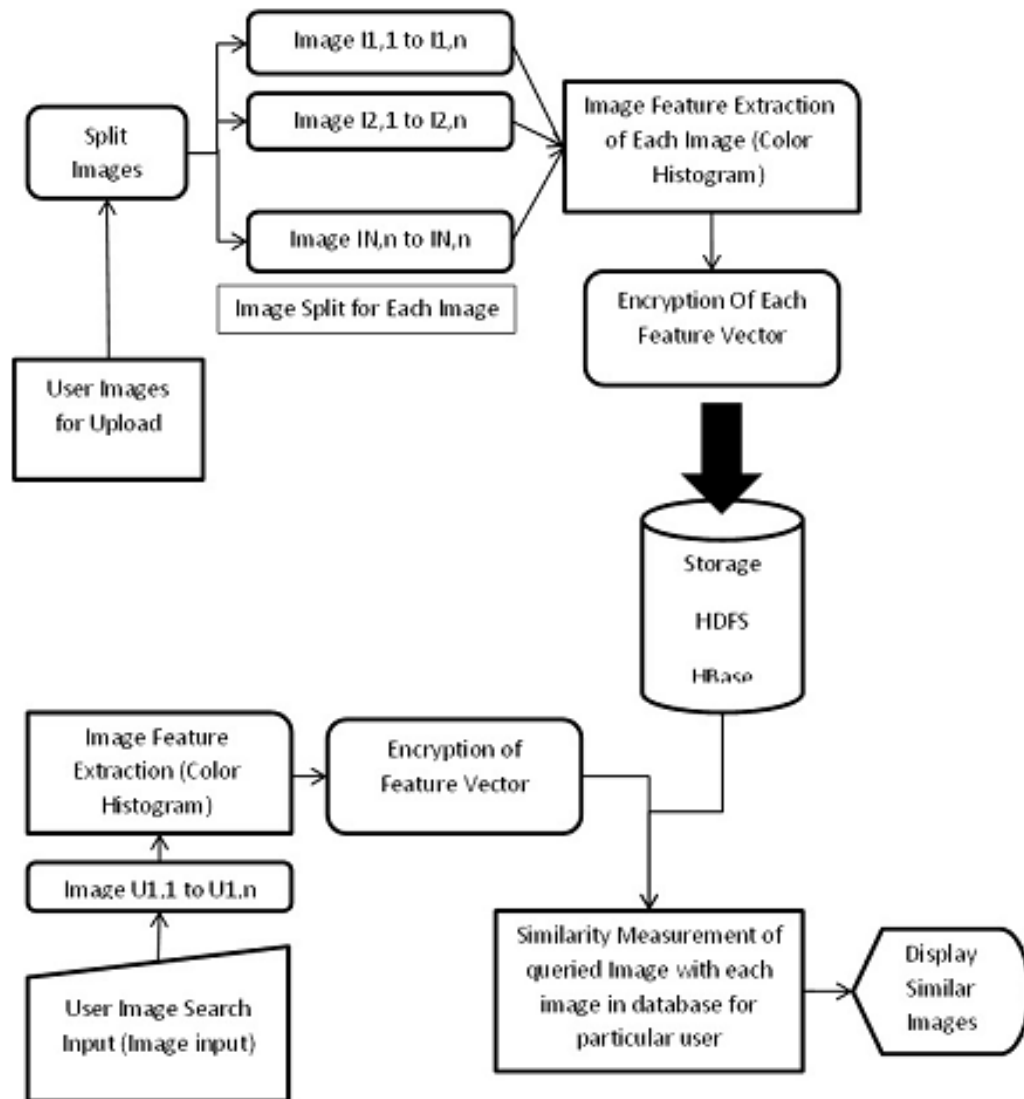 Image I1,1 to I1,n
Image I2,1 to I2,n
Split
Images
Image IN,n to IN,n
Image Split for Each Image
Image Feature Extraction
of Each Image (Color
Histogram)
Encryption Of Each
Feature Vector
User Images
for Upload
Storage
HDFS
HBase
Image Feature
Extraction (Color
Histogram)
Encryption of
Feature Vector
Image U1,1 to U1,n
User Image Search
Input (Image input)
Similarity Measurement of
queried Image with each
image in database for
particular user
Display
Similar
Images